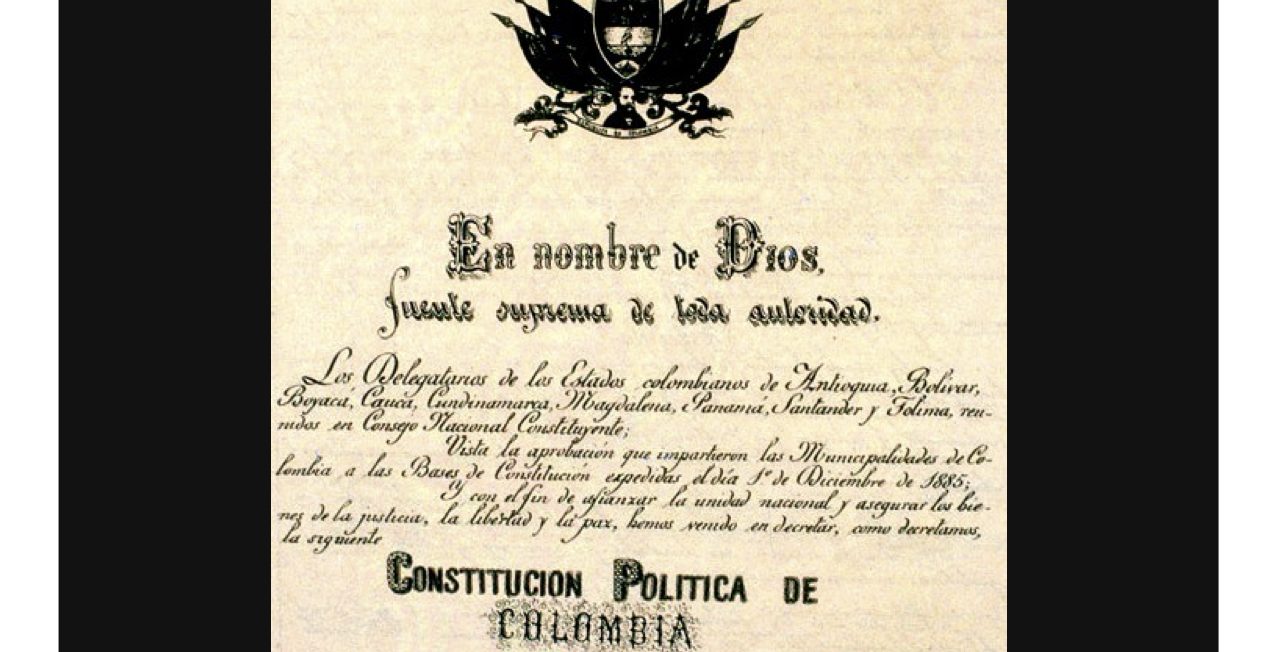 En nombre de Dios,
fuente suprema de toda autoridad.
Los Delegatarios de los Estados colombianos de Antioquia, Bolívar,
Boyacá, Cauca, Cundinamarca, Magdalena, Panamá, Santander y Tolima, reu-
nidos en Consejo Nacional Constituyente;
Vista la aprobación que impartieron las Municipalidades de Co-
lombia a las Bases de Constitución expedidas el día 1º de Diciembre de 1885;
Y con el fin de afianzar la unidad nacional y asegurar los bie-
nes de la justicia, la libertad y la paz, hemos venido en decretar, como decretamos,
la siguiente
CONSTITUCION POLITICA DE
COLOMBIA